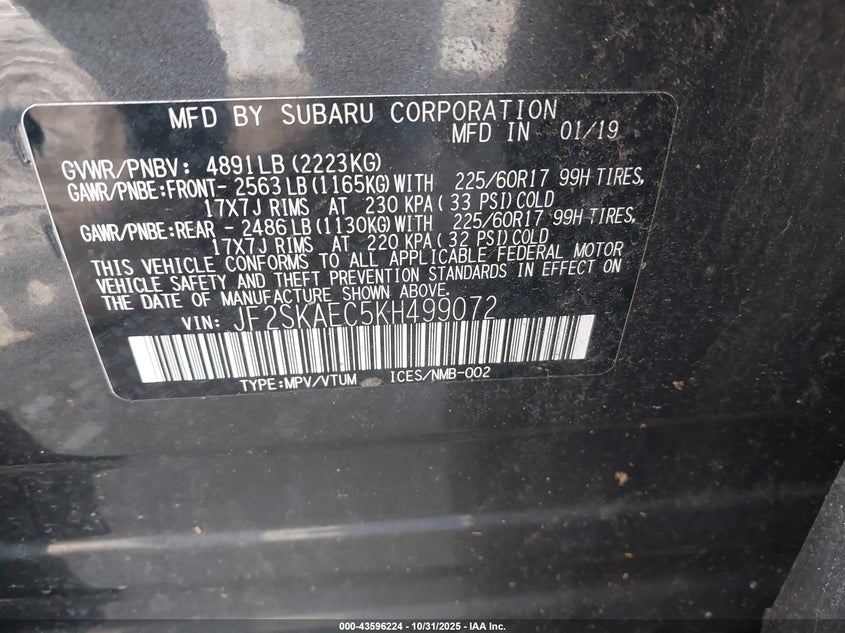 MFD BY SUBARU CORPORATION
MFD IN 01/19
GVWR/PNBV: 4891LB (2223KG)
GAWR/PNBE:FRONT- 2563 LB (1165KG) WITH 225/60R17 99H TIRES,
17X7J RIMS AT 230 KPA ( 33 PSI) COLD
GAWR/PNBE:REAR - 2486 LB (1130KG) WITH 225/60R17 99H TIRES,
17X7J RIMS AT 220 KPA ( 32 PSI) COLD
THIS VEHICLE CONFORMS TO ALL APPLICABLE FEDERAL MOTOR
VEHICLE SAFETY AND THEFT PREVENTION STANDARDS IN EFFECT ON
THE DATE OF MANUFACTURE SHOWN ABOVE.
VIN: JF2SKAEC5KH499072
TYPE:MPV/VTUM ICES/NMB-002
000-43596224 - 10/31/2025 - IAA Inc.